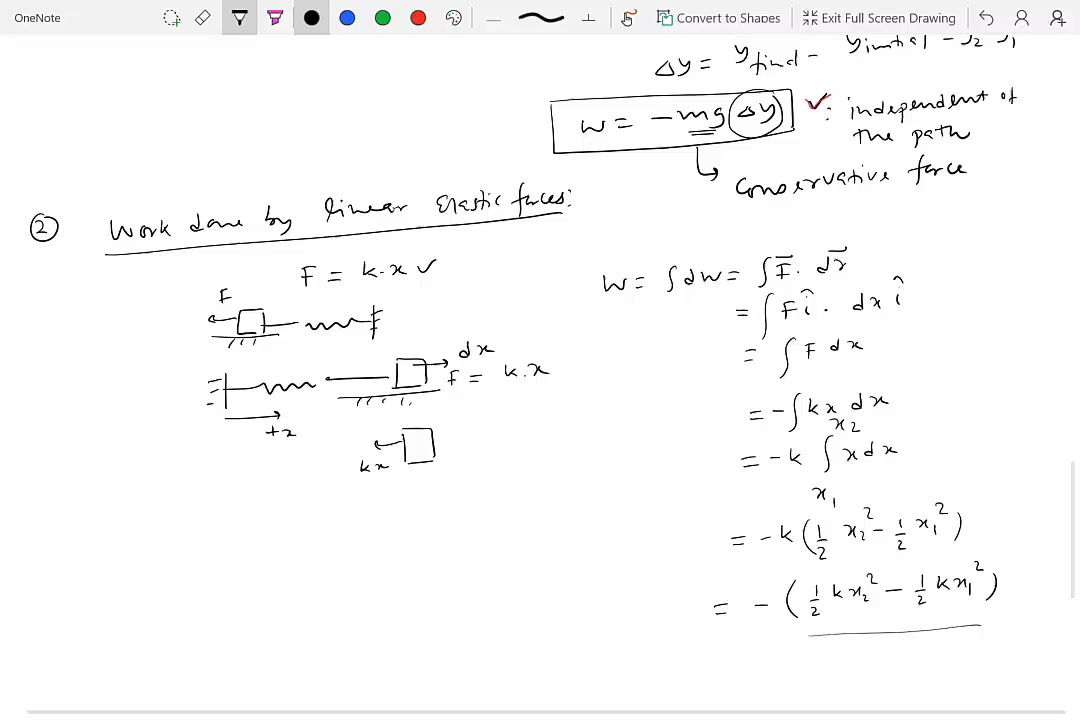 OneNote
Convert to Shapes
Exit Full Screen Drawing
Δy = y find - y initial - y2 y1
W = -mg Δy ✓: independent of
the path
Conservative force
② Work done by linear Elastic forces:
F = k.x ✓
F
dx
F = k.x
+x
kx
W = ∫dW = ∫F⃗. dr⃗
= ∫F î . dx î
= ∫ F dx
= -∫ kx dx
= -k ∫ x dx
x2
x1
= -k (1/2 x2² - 1/2 x1²)
= - (1/2 kx2² - 1/2 kx1²)